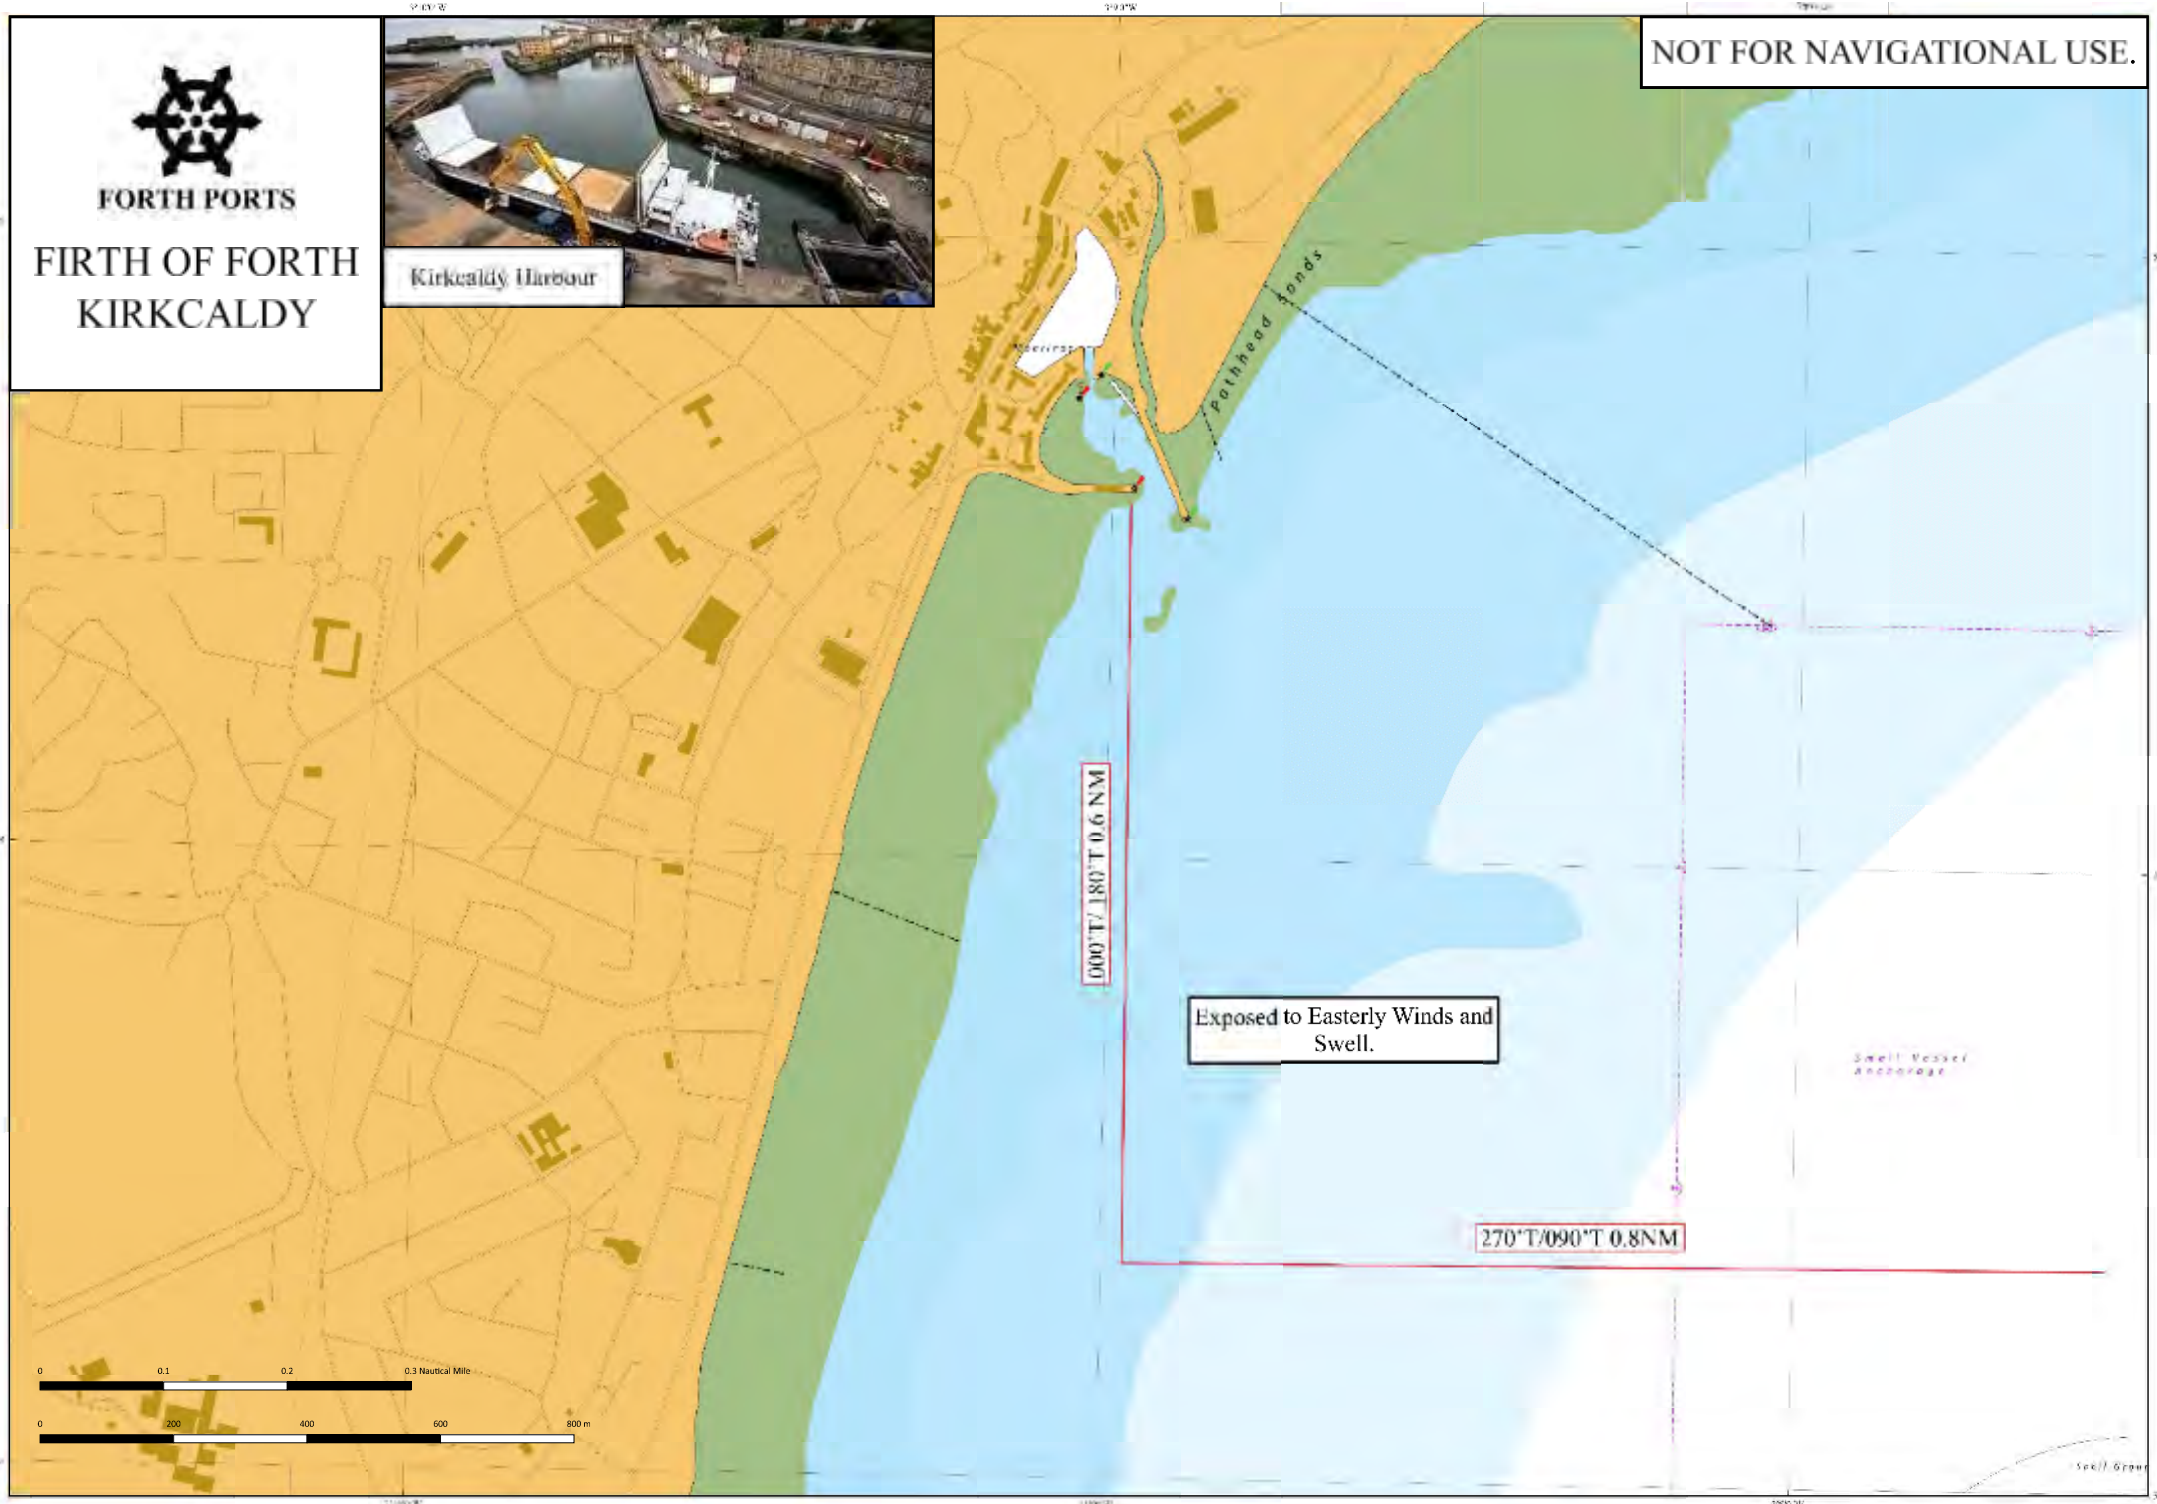 NOT FOR NAVIGATIONAL USE.
FORTH PORTS
FIRTH OF FORTH
KIRKCALDY
Kirkcaldy Harbour
Pathhead Sands
000°T/180°T 0.6 NM
Exposed to Easterly Winds and
Swell.
Small Vessel
Anchorage
270°T/090°T 0.8NM
0 0.1 0.2 0.3 Nautical Mile
0 200 400 600 800 m